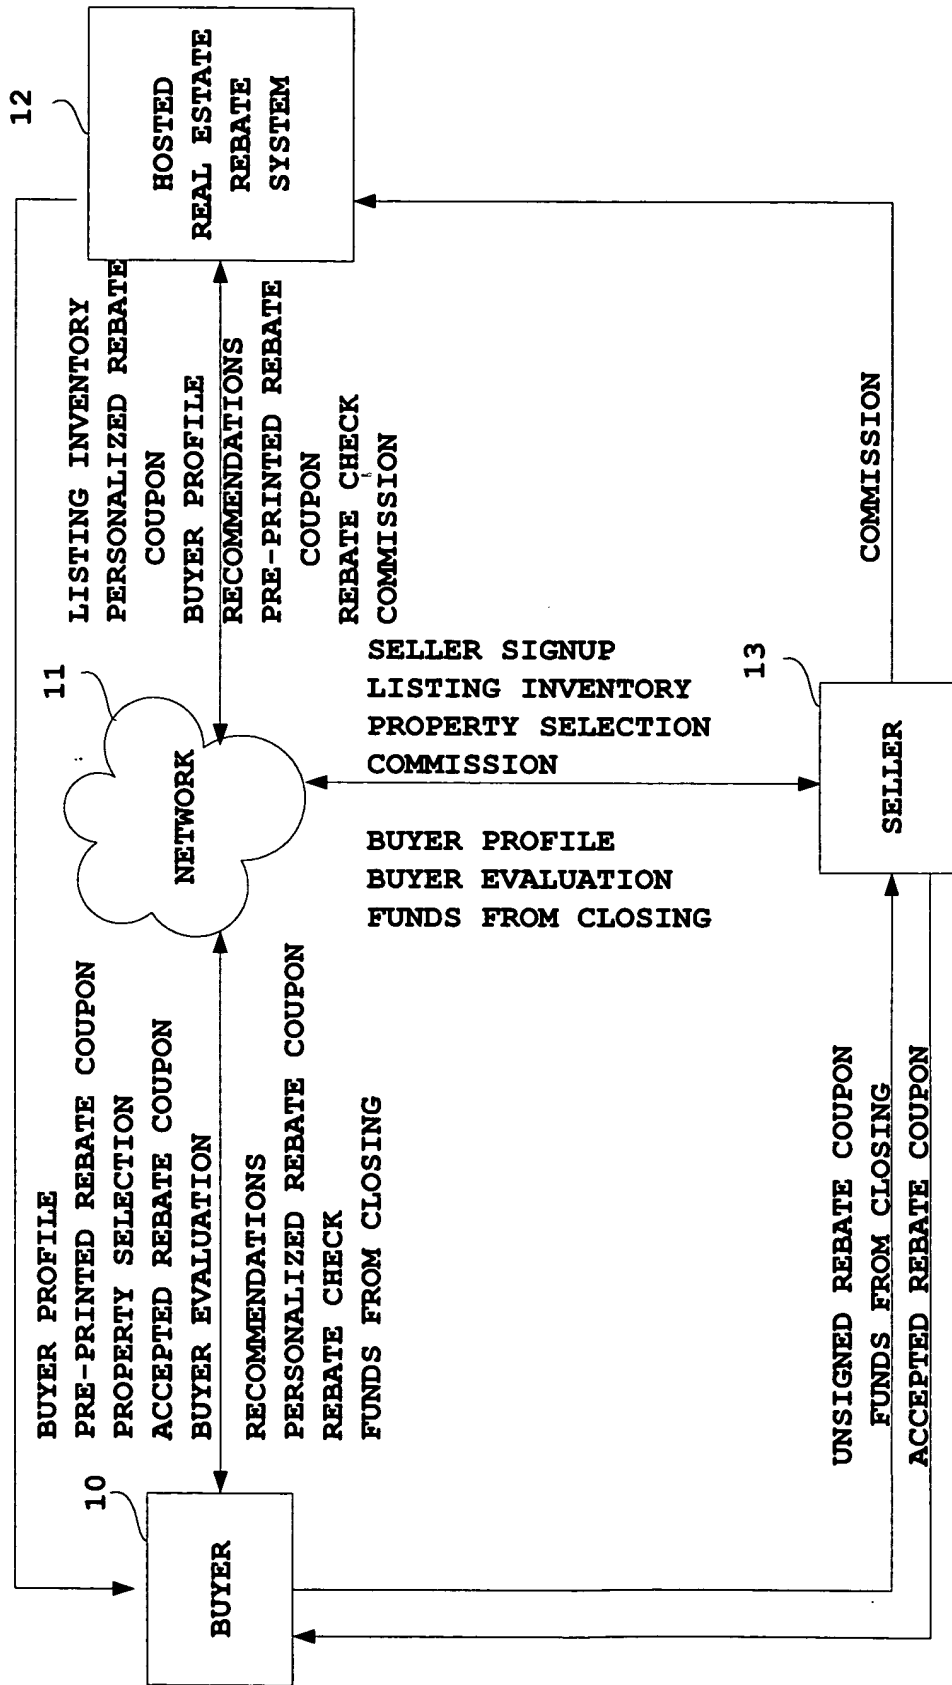 12
HOSTED
REAL ESTATE
REBATE
SYSTEM
LISTING INVENTORY
PERSONALIZED REBATE
COUPON
BUYER PROFILE
RECOMMENDATIONS
PRE-PRINTED REBATE
COUPON
REBATE CHECK
COMMISSION
11
NETWORK
BUYER PROFILE
PRE-PRINTED REBATE COUPON
PROPERTY SELECTION
ACCEPTED REBATE COUPON
BUYER EVALUATION
RECOMMENDATIONS
PERSONALIZED REBATE COUPON
REBATE CHECK
FUNDS FROM CLOSING
10
BUYER
SELLER SIGNUP
LISTING INVENTORY
PROPERTY SELECTION
COMMISSION
BUYER PROFILE
BUYER EVALUATION
FUNDS FROM CLOSING
COMMISSION
13
SELLER
UNSIGNED REBATE COUPON
FUNDS FROM CLOSING
ACCEPTED REBATE COUPON